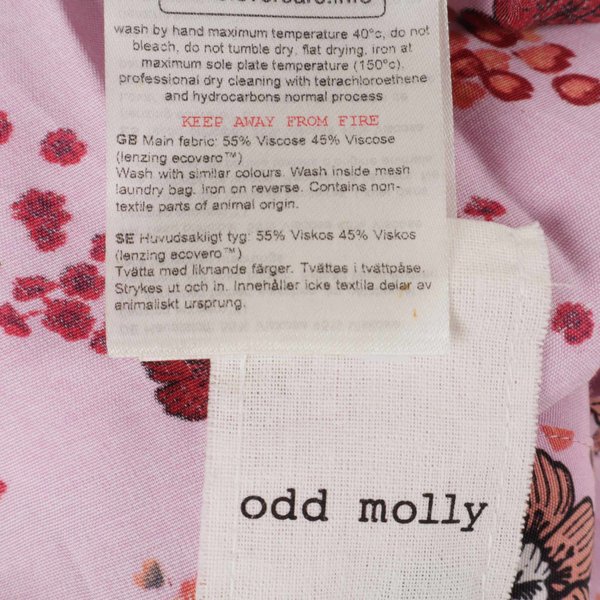 wash by hand maximum temperature 40°c, do not
bleach, do not tumble dry, flat drying, iron at
maximum sole plate temperature (150°c).
professional dry cleaning with tetrachloroethene
and hydrocarbons normal process
KEEP AWAY FROM FIRE
GB Main fabric: 55% Viscose 45% Viscose
(lenzing ecovero™)
Wash with similar colours. Wash inside mesh
laundry bag. Iron on reverse. Contains non-
textile parts of animal origin.
SE Huvudsakligt tyg: 55% Viskos 45% Viskos
(lenzing ecovero™)
Tvätta med liknande färger. Tvättas i tvättpåse.
Strykes ut och in. Innehåller icke textila delar av
animaliskt ursprung.
odd molly